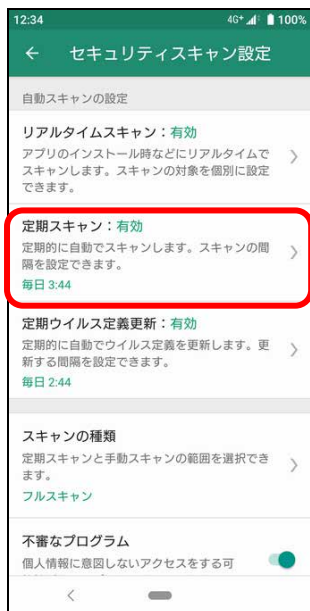 12:34 4G+ 100%
セキュリティスキャン設定
自動スキャンの設定
リアルタイムスキャン：有効
アプリのインストール時などにリアルタイムで
スキャンします。スキャンの対象を個別に設定
できます。
定期スキャン：有効
定期的に自動でスキャンします。スキャンの間
隔を設定できます。
毎日 3:44
定期ウイルス定義更新：有効
定期的に自動でウイルス定義を更新します。更
新する間隔を設定できます。
毎日 2:44
スキャンの種類
定期スキャンと手動スキャンの範囲を選択でき
ます。
フルスキャン
不審なプログラム
個人情報に意図しないアクセスをする可